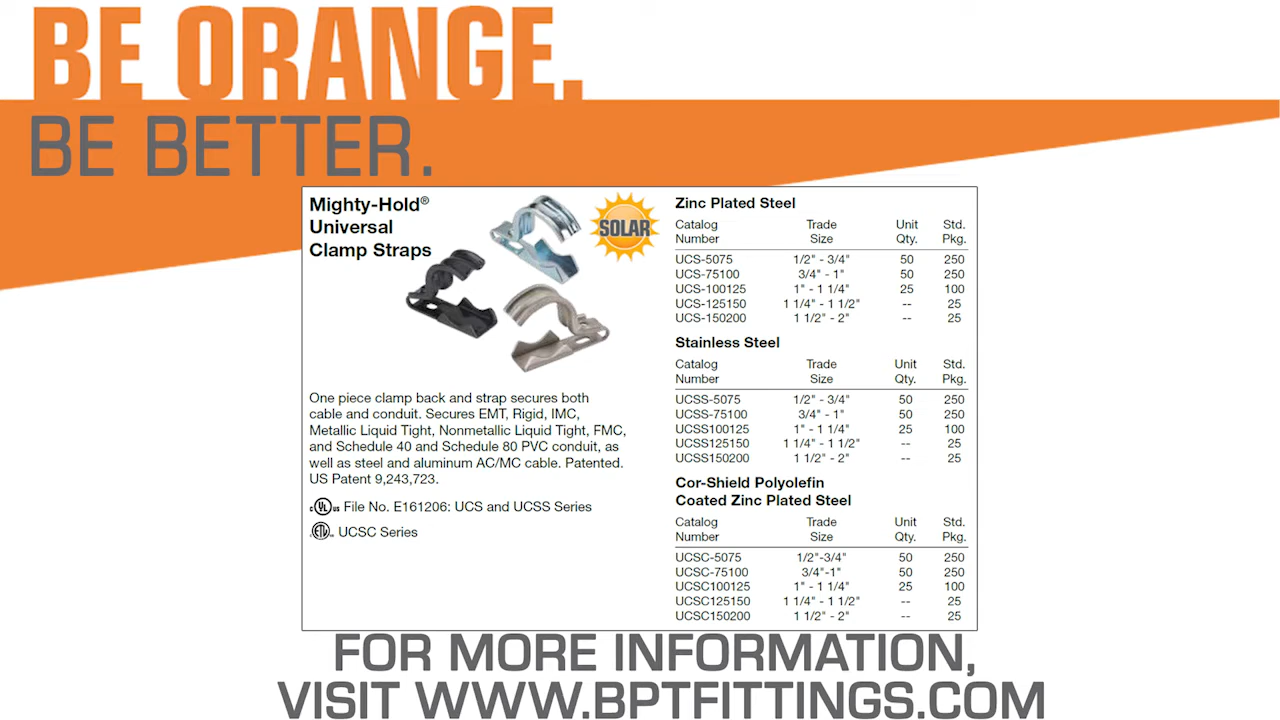 BE ORANGE.
BE BETTER.
Mighty-Hold®
Universal
Clamp Straps
SOLAR
One piece clamp back and strap secures both
cable and conduit. Secures EMT, Rigid, IMC,
Metallic Liquid Tight, Nonmetallic Liquid Tight, FMC,
and Schedule 40 and Schedule 80 PVC conduit, as
well as steel and aluminum AC/MC cable. Patented.
US Patent 9,243,723.
c UL us File No. E161206: UCS and UCSS Series
ETL UCSC Series
Zinc Plated Steel
Catalog Trade Unit Std.
Number Size Qty. Pkg.
UCS-5075 1/2" - 3/4" 50 250
UCS-75100 3/4" - 1" 50 250
UCS-100125 1" - 1 1/4" 25 100
UCS-125150 1 1/4" - 1 1/2" -- 25
UCS-150200 1 1/2" - 2" -- 25
Stainless Steel
Catalog Trade Unit Std.
Number Size Qty. Pkg.
UCSS-5075 1/2" - 3/4" 50 250
UCSS-75100 3/4" - 1" 50 250
UCSS100125 1" - 1 1/4" 25 100
UCSS125150 1 1/4" - 1 1/2" -- 25
UCSS150200 1 1/2" - 2" -- 25
Cor-Shield Polyolefin
Coated Zinc Plated Steel
Catalog Trade Unit Std.
Number Size Qty. Pkg.
UCSC-5075 1/2"-3/4" 50 250
UCSC-75100 3/4"-1" 50 250
UCSC100125 1" - 1 1/4" 25 100
UCSC125150 1 1/4" - 1 1/2" -- 25
UCSC150200 1 1/2" - 2" -- 25
FOR MORE INFORMATION,
VISIT WWW.BPTFITTINGS.COM